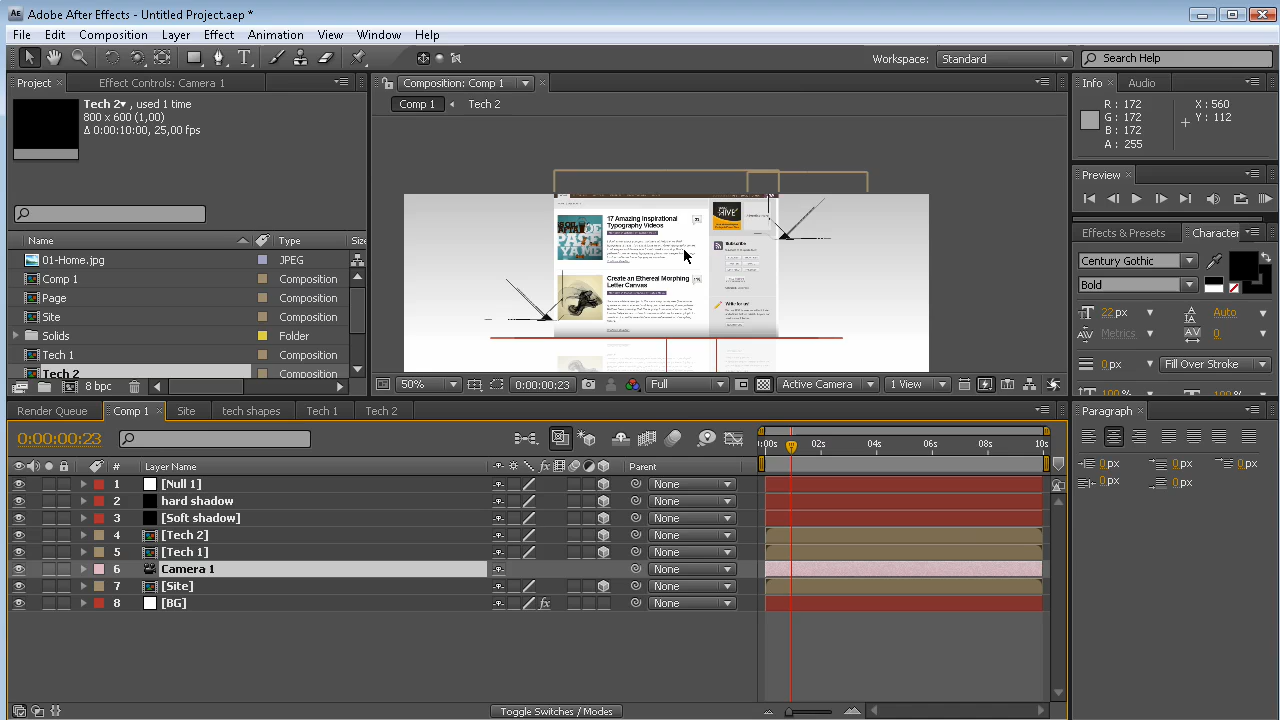 Adobe After Effects - Untitled Project.aep *
File Edit Composition Layer Effect Animation View Window Help
Workspace: Standard Search Help
Project Effect Controls: Camera 1
Composition: Comp 1
Info Audio
Tech 2▾, used 1 time
800 x 600 (1,00)
Δ 0:00:10:00, 25,00 fps
Comp 1 Tech 2
R : 172
G : 172
B : 172
A : 255
X : 560
Y : 112
Preview
Effects & Presets Character
Century Gothic
Bold
22 px Auto
Metrics 0
0 px Fill Over Stroke
100 % 100 %
Name Type Size
-Home.jpg JPEG
Comp 1 Composition
Composition
Site Composition
Solids Folder
Tech 1 Composition
Tech 2 Composition
8 bpc
17 Amazing Inspirational
Typography Videos
Create an Ethereal Morphing
Letter Canvas
Subscribe
Write for us!
50% 0:00:00:23 Full Active Camera 1 View
Render Queue Comp 1 Site tech shapes Tech 1 Tech 2
Paragraph
0 px 0 px 0 px
0 px 0 px
0:00:00:23
:00s 02s 04s 06s 08s 10s
# Layer Name Parent
1 [Null 1] None
2 hard shadow None
3 [Soft shadow] None
4 [Tech 2] None
5 [Tech 1] None
6 Camera 1 None
7 [Site] None
8 [BG] None
Toggle Switches / Modes